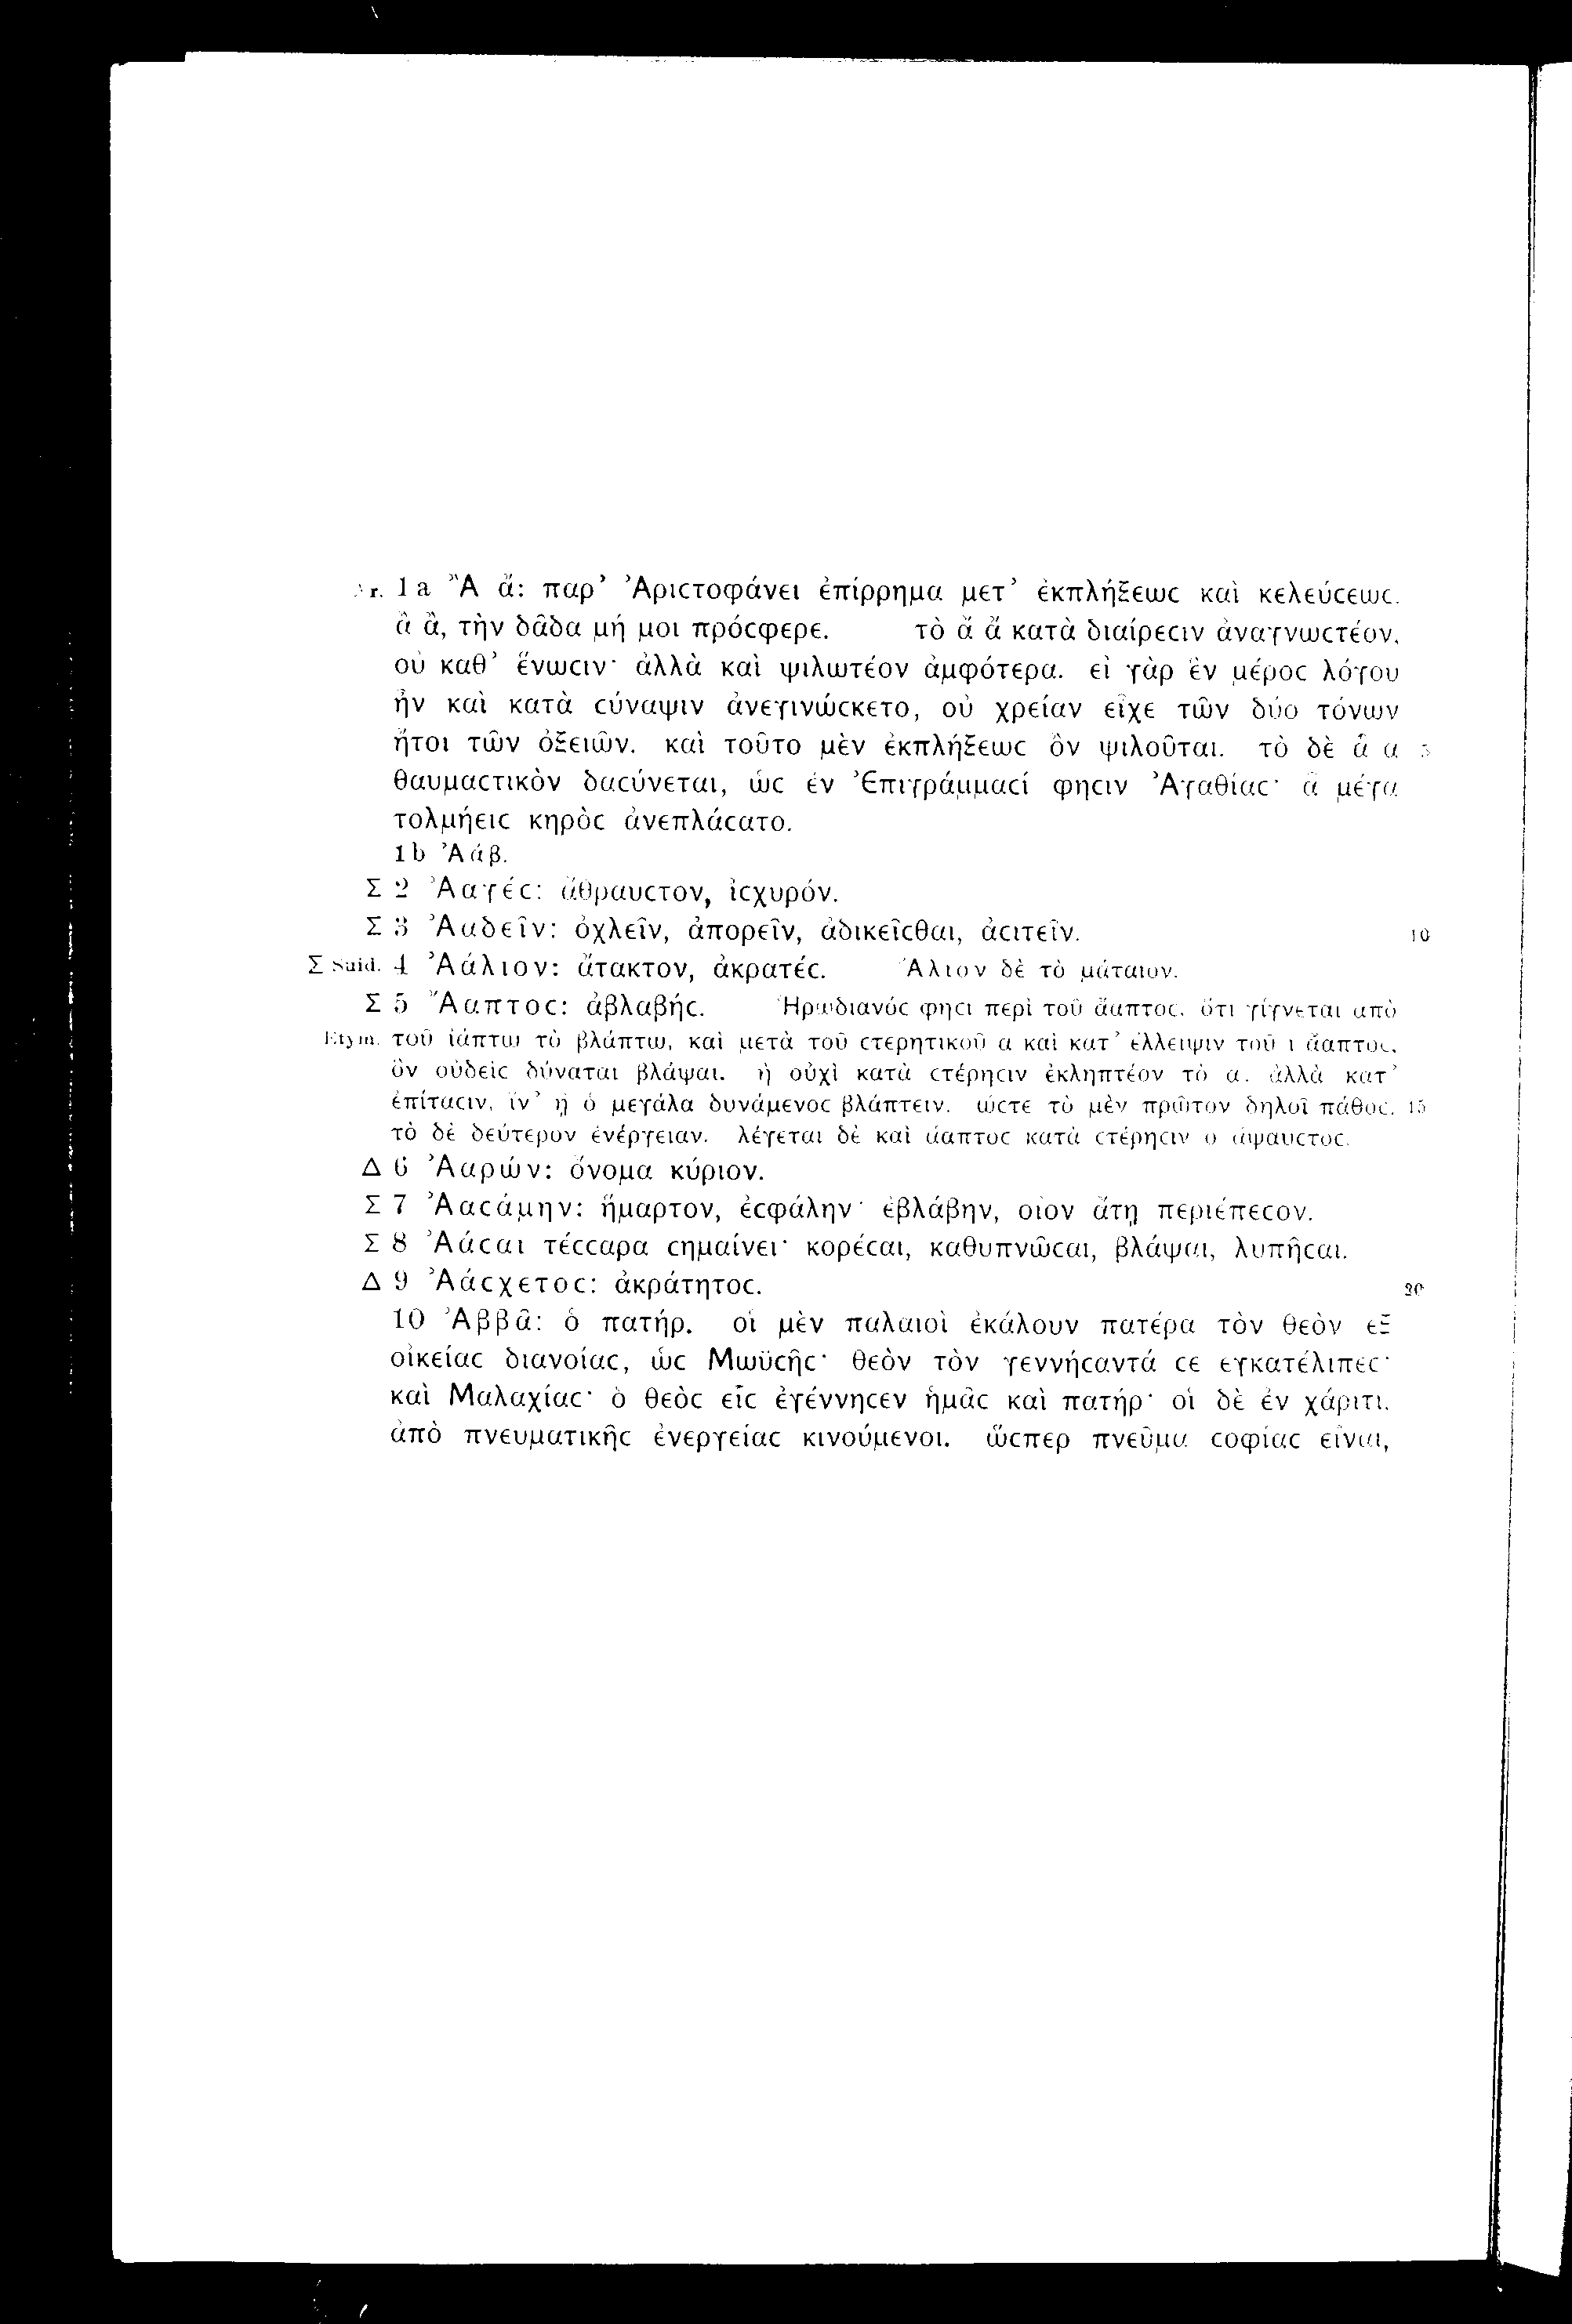 r. 1a Ἄ ἄ: παρ’ Ἀριϲτοφάνει ἐπίρρημα μετ’ ἐκπλήξεωϲ καὶ κελεύϲεωϲ.
ἂ ἂ, τὴν δᾶδα μή μοι πρόϲφερε. τὸ ἄ ἄ κατὰ διαίρεϲιν ἀναγνωϲτέον,
οὐ καθ’ ἕνωϲιν· ἀλλὰ καὶ ψιλωτέον ἀμφότερα. εἰ γὰρ ἓν μέροϲ λόγου
ἦν καὶ κατὰ ϲύναψιν ἀνεγινώϲκετο, οὐ χρείαν εἶχε τῶν δύο τόνων
ἤτοι τῶν ὀξειῶν. καὶ τοῦτο μὲν ἐκπλήξεωϲ ὂν ψιλοῦται. τὸ δὲ ἃ ἃ 5
θαυμαϲτικὸν δαϲύνεται, ὡϲ ἐν Ἐπιγράμμαϲί φηϲιν Ἀγαθίαϲ· ἃ μέγα
τολμήειϲ κηρὸϲ ἀνεπλάϲατο.
1b Ἀάβ.
Σ 2 Ἀαγέϲ: ἄθραυϲτον, ἰϲχυρόν.
Σ 3 Ἀαδεῖν: ὀχλεῖν, ἀπορεῖν, ἀδικεῖϲθαι, ἀϲιτεῖν. 10
Σ Suid. 4 Ἀάλιον: ἄτακτον, ἀκρατέϲ. Ἅλιον δὲ τὸ μάταιον.
Σ 5 Ἄαπτοϲ: ἀβλαβήϲ. Ἡρωδιανόϲ φηϲι περὶ τοῦ ἄαπτοϲ, ὅτι γίγνεται ἀπὸ
Etym. τοῦ ἰάπτω τὸ βλάπτω, καὶ μετὰ τοῦ ϲτερητικοῦ α καὶ κατ’ ἔλλειψιν τοῦ ι ἄαπτοϲ,
ὃν οὐδεὶϲ δύναται βλάψαι. ἢ οὐχὶ κατὰ ϲτέρηϲιν ἐκληπτέον τὸ α, ἀλλὰ κατ’
ἐπίταϲιν, ἵν’ ᾖ ὁ μεγάλα δυνάμενοϲ βλάπτειν. ὥϲτε τὸ μὲν πρῶτον δηλοῖ πάθοϲ, 15
τὸ δὲ δεύτερον ἐνέργειαν. λέγεται δὲ καὶ ἄαπτοϲ κατὰ ϲτέρηϲιν ὁ ἄψαυϲτοϲ.
Δ 6 Ἀαρών: ὄνομα κύριον.
Σ 7 Ἀαϲάμην: ἥμαρτον, ἐϲφάλην· ἐβλάβην, οἷον ἄτῃ περιέπεϲον.
Σ 8 Ἀάϲαι τέϲϲαρα ϲημαίνει· κορέϲαι, καθυπνῶϲαι, βλάψαι, λυπῆϲαι.
Δ 9 Ἀάϲχετοϲ: ἀκράτητοϲ. 20
10 Ἀββᾶ: ὁ πατήρ. οἱ μὲν παλαιοὶ ἐκάλουν πατέρα τὸν θεὸν ἐξ
οἰκείαϲ διανοίαϲ, ὡϲ Μωϋϲῆϲ· θεὸν τὸν γεννήϲαντά ϲε ἐγκατέλιπεϲ·
καὶ Μαλαχίαϲ· ὁ θεὸϲ εἷϲ ἐγέννηϲεν ἡμᾶϲ καὶ πατήρ· οἱ δὲ ἐν χάριτι,
ἀπὸ πνευματικῆϲ ἐνεργείαϲ κινούμενοι. ὥϲπερ πνεῦμα ϲοφίαϲ εἶναι,